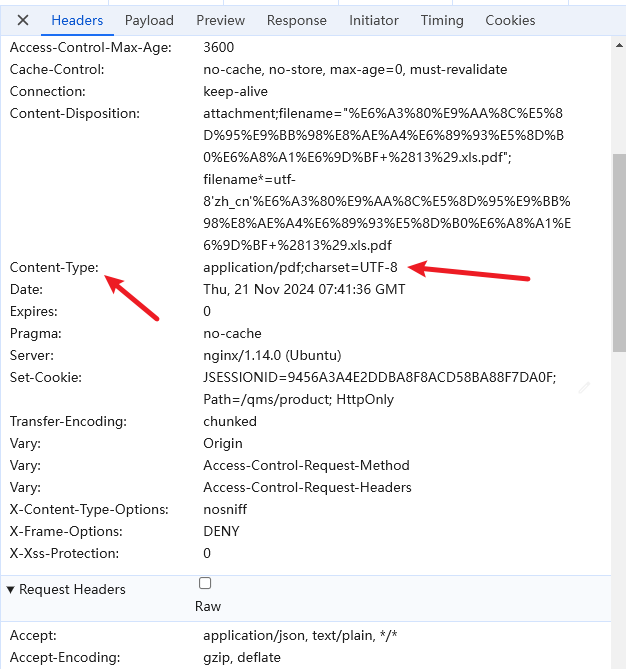 Headers Payload Preview Response Initiator Timing Cookies
Access-Control-Max-Age: 3600
Cache-Control: no-cache, no-store, max-age=0, must-revalidate
Connection: keep-alive
Content-Disposition: attachment;filename="%E6%A3%80%E9%AA%8C%E5%8
D%95%E9%BB%98%E8%AE%A4%E6%89%93%E5%8D%B
0%E6%A8%A1%E6%9D%BF+%2813%29.xls.pdf";
filename*=utf-
8'zh_cn'%E6%A3%80%E9%AA%8C%E5%8D%95%E9%BB%
98%E8%AE%A4%E6%89%93%E5%8D%B0%E6%A8%A1%E
6%9D%BF+%2813%29.xls.pdf
Content-Type: application/pdf;charset=UTF-8
Date: Thu, 21 Nov 2024 07:41:36 GMT
Expires: 0
Pragma: no-cache
Server: nginx/1.14.0 (Ubuntu)
Set-Cookie: JSESSIONID=9456A3A4E2DDBA8F8ACD58BA88F7DA0F;
Path=/qms/product; HttpOnly
Transfer-Encoding: chunked
Vary: Origin
Vary: Access-Control-Request-Method
Vary: Access-Control-Request-Headers
X-Content-Type-Options: nosniff
X-Frame-Options: DENY
X-Xss-Protection: 0
Request Headers
Raw
Accept: application/json, text/plain, */*
Accept-Encoding: gzip, deflate